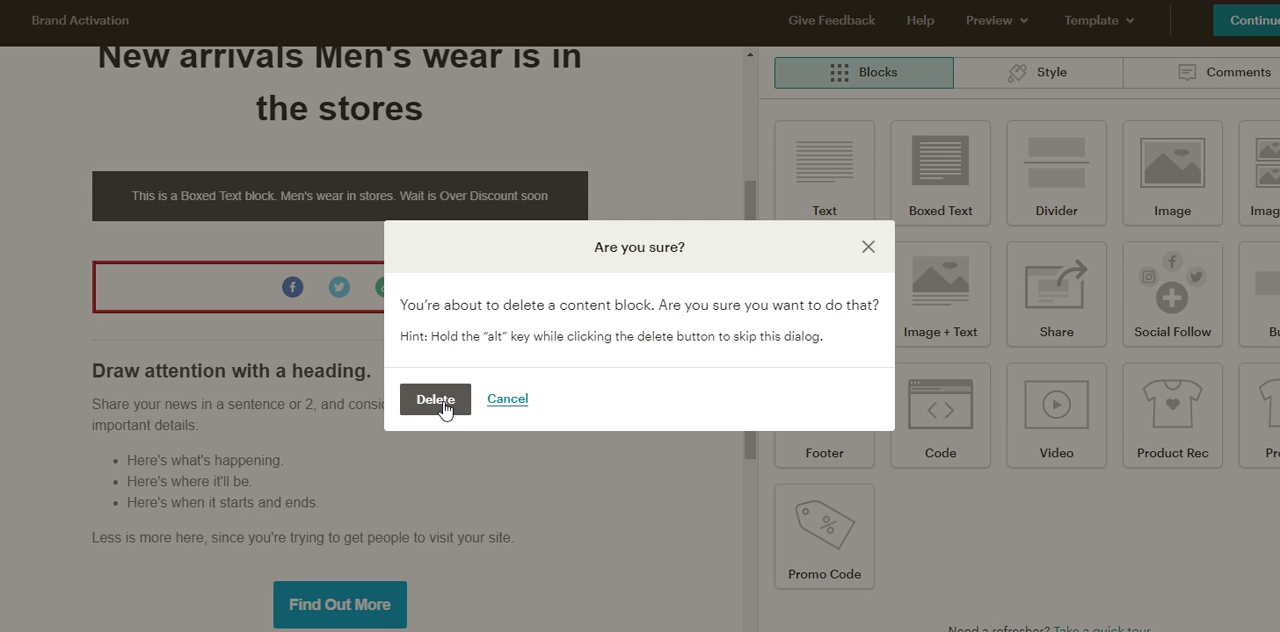 Brand Activation
Give Feedback
Help
Preview
Template
New arrivals Men's wear is in
the stores
This is a Boxed Text block. Men's wear in stores. Wait is Over Discount soon
Draw attention with a heading.
Share your news in a sentence or 2, and
important details:
Here's what's happening.
Here's where it'll be.
Here's when it starts and ends.
Less is more here, since you're trying to get people to visit your site.
Find Out More
Are you sure?
You're about to delete a content block. Are you sure you want to do that?
Hint: Hold the “alt” key while clicking the delete button to skip this dialog.
Delete
Cancel
Blocks
Style
Comments
Text
Boxed Text
Divider
Image
Image + Text
Share
Social Follow
Footer
Code
Video
Product Rec
Promo Code
Need a refresher? Take a quick tour